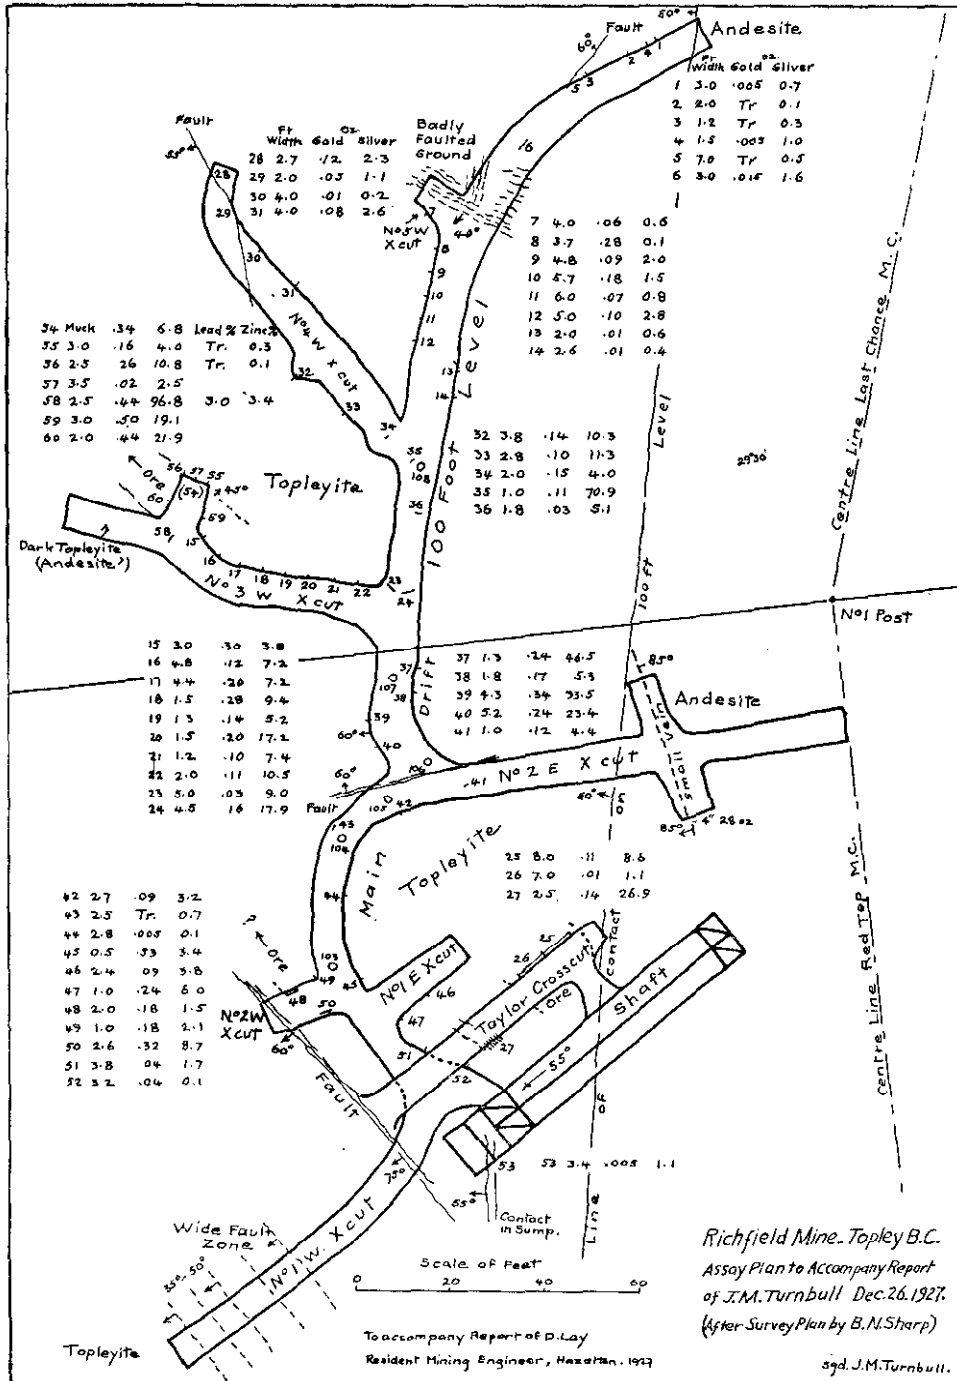 50°
Fault
Andesite
60°
Ft oz
Width Gold Silver
1 3.0 .005 0.7
2 2.0 Tr 0.1
3 1.2 Tr 0.3
4 1.5 .005 1.0
5 7.0 Tr 0.5
6 3.0 .015 1.6
Fault
55°
Ft Oz
Width Gold Silver
28 2.7 .12 2.3
29 2.0 .05 1.1
30 4.0 .01 0.2
31 4.0 .08 2.6
Badly
Faulted
Ground
No 5 W
X cut
40°
7 4.0 .06 0.6
8 3.7 .28 0.1
9 4.8 .09 2.0
10 5.7 .18 1.5
11 6.0 .07 0.8
12 5.0 .10 2.8
13 2.0 .01 0.6
14 2.6 .01 0.4
No 4 W X cut
54 Muck .34 6.8 Lead % Zinc %
55 3.0 .16 4.0 Tr. 0.3
56 2.5 26 10.8 Tr. 0.1
57 3.5 .02 2.5
58 2.5 .44 96.8 3.0 3.4
59 3.0 .50 19.1
60 2.0 .44 21.9
32 3.8 .14 10.3
33 2.8 .10 11.3
34 2.0 .15 4.0
35 1.0 .11 70.9
36 1.8 .03 5.1
100 Foot Level
Centre Line Last Chance M.C.
29°30'
Ore
45°
Topleyite
Dark Topleyite
(Andesite?)
No 3 W X cut
100 ft Level
No 1 Post
15 3.0 .30 3.8
16 4.8 .12 7.2
17 4.4 .20 7.2
18 1.5 .28 9.4
19 1 3 .14 5.2
20 1.5 .20 17.2
21 1.2 .10 7.4
22 2.0 .11 10.5
23 5.0 .03 9.0
24 4.5 16 17.9
37 1.3 .24 46.5
38 1.8 .17 5.3
39 4.3 .34 33.5
40 5.2 .24 23.4
41 1.0 .12 4.4
Drift
85°
Andesite
Small Vein
No 2 E X cut
60°
60°
Fault
85° 4" 28 oz
Main
Topleyite
25 8.0 .11 8.6
26 7.0 .01 1.1
27 2.5 .14 26.9
Centre Line Red Top M.C.
42 2.7 .09 3.2
43 2.5 Tr. 0.7
44 2.8 .005 0.1
45 0.5 .53 3.4
46 2.4 09 3.8
47 1.0 .24 6 0
48 2.0 .18 1.5
49 1.0 .18 2.1
50 2.6 .32 8.7
51 3.8 04 1.7
52 3 2 .04 0.1
?
Ore
No 2 W
X cut
60°
Fault
No 1 E X cut
Taylor Crosscut
ore
Shaft
55°
Line of contact of
75°
53 53 3.4 .005 1.1
55°
Contact
in Sump.
Wide Fault
Zone
35°-50°
No 1 W. X cut
Topleyite
Scale of Feet
0 20 40 60
To accompany Report of D. Lay
Resident Mining Engineer, Hazelton. 1927
Richfield Mine. Topley B.C.
Assay Plan to Accompany Report
of J.M. Turnbull Dec. 26. 1927.
(After Survey Plan by B.N. Sharp)
sgd. J.M. Turnbull.